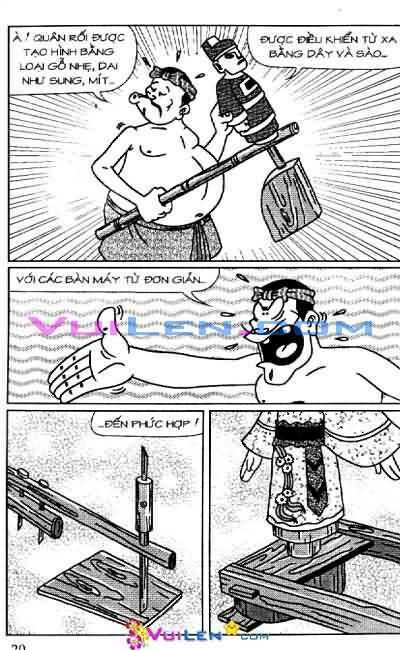 À! QUÂN RỐI ĐƯỢC
TẠO HÌNH BẰNG
LOẠI GỖ NHẸ, DAI
NHƯ SUNG, MÍT...
ĐƯỢC ĐIỀU KHIỂN TỪ XA
BẰNG DÂY VÀ SÀO...
VỚI CÁC BÀN MÁY TỪ ĐƠN GIẢN...
VUILEN.COM
...ĐẾN PHỨC HỢP!
VUILEN.COM
29